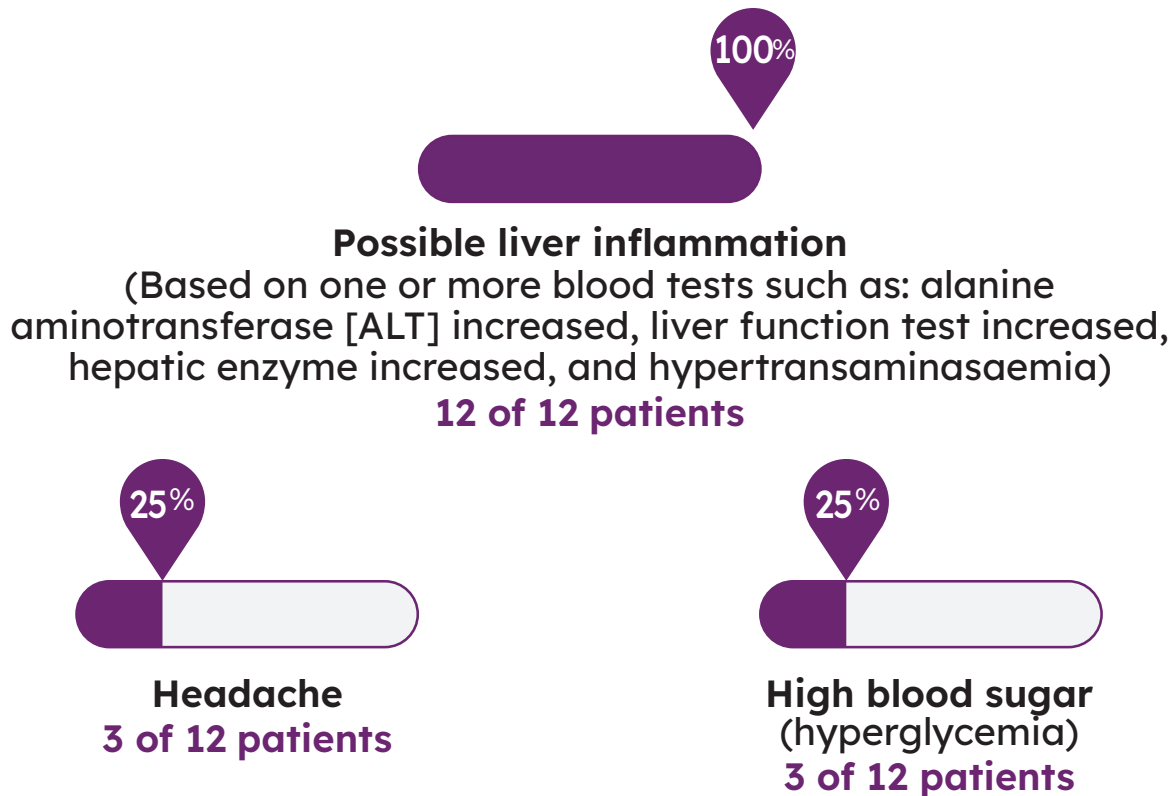 100%
Possible liver inflammation
(Based on one or more blood tests such as: alanine
aminotransferase [ALT] increased, liver function test increased,
hepatic enzyme increased, and hypertransaminasaemia)
12 of 12 patients
25%
Headache
3 of 12 patients
25%
High blood sugar
(hyperglycemia)
3 of 12 patients